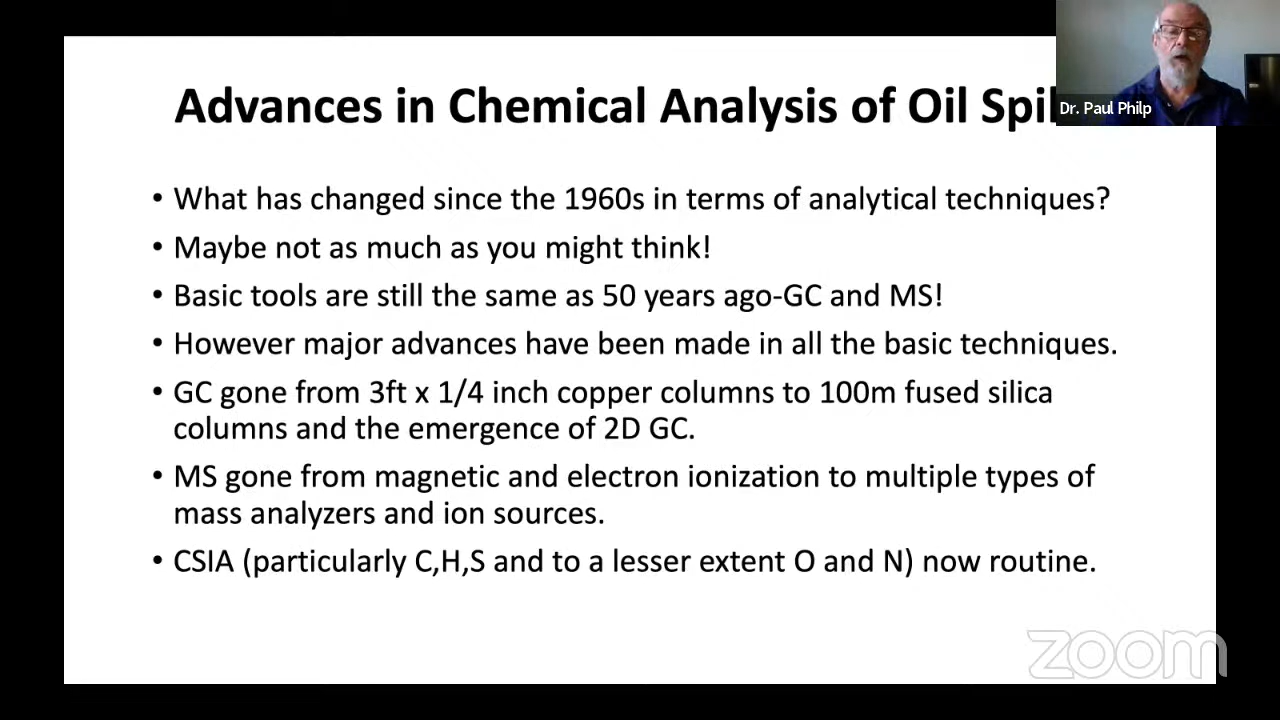 Advances in Chemical Analysis of Oil
Dr. Paul Philp
• What has changed since the 1960s in terms of analytical techniques?
• Maybe not as much as you might think!
• Basic tools are still the same as 50 years ago-GC and MS!
• However major advances have been made in all the basic techniques.
• GC gone from 3ft x 1/4 inch copper columns to 100m fused silica
columns and the emergence of 2D GC.
• MS gone from magnetic and electron ionization to multiple types of
mass analyzers and ion sources.
• CSIA (particularly C,H,S and to a lesser extent O and N) now routine.
zoom